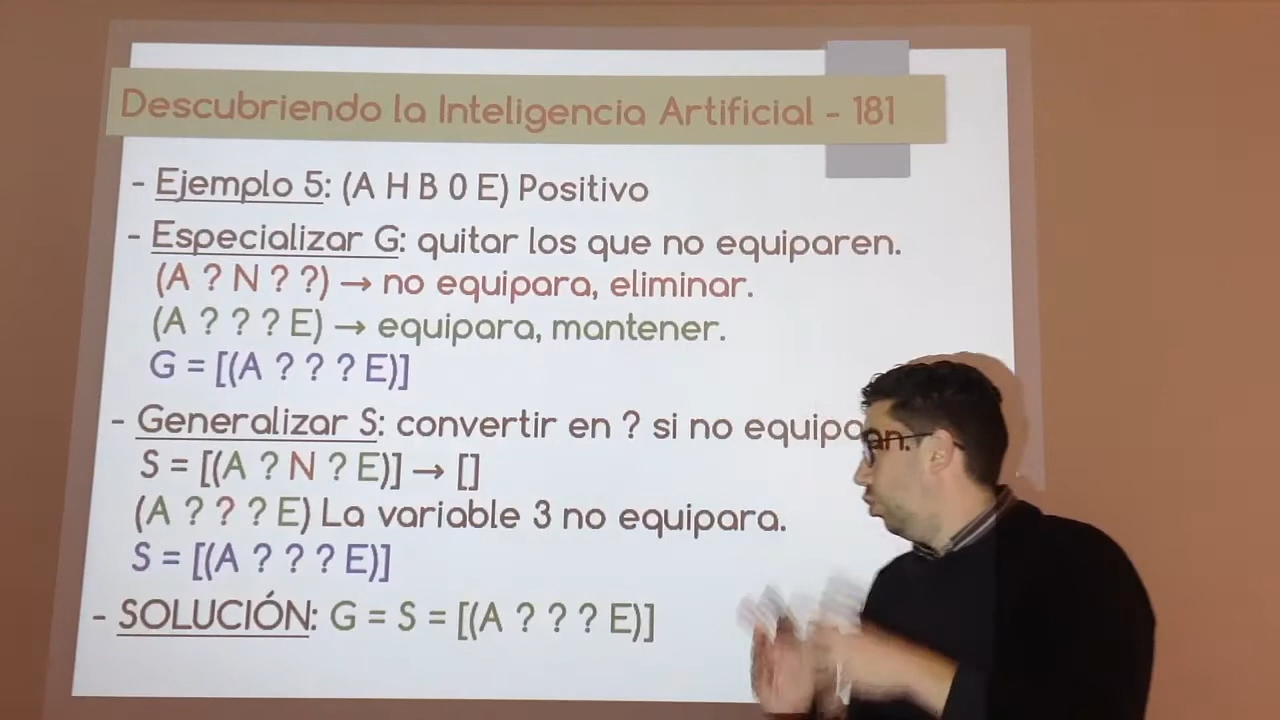 Descubriendo la Inteligencia Artificial - 181
- Ejemplo 5: (A H B 0 E) Positivo
- Especializar G: quitar los que no equiparen.
(A ? N ? ?) → no equipara, eliminar.
(A ? ? ? E) → equipara, mantener.
G = [(A ? ? ? E)]
- Generalizar S: convertir en ? si no equiparan.
S = [(A ? N ? E)] → []
(A ? ? ? E) La variable 3 no equipara.
S = [(A ? ? ? E)]
- SOLUCIÓN: G = S = [(A ? ? ? E)]